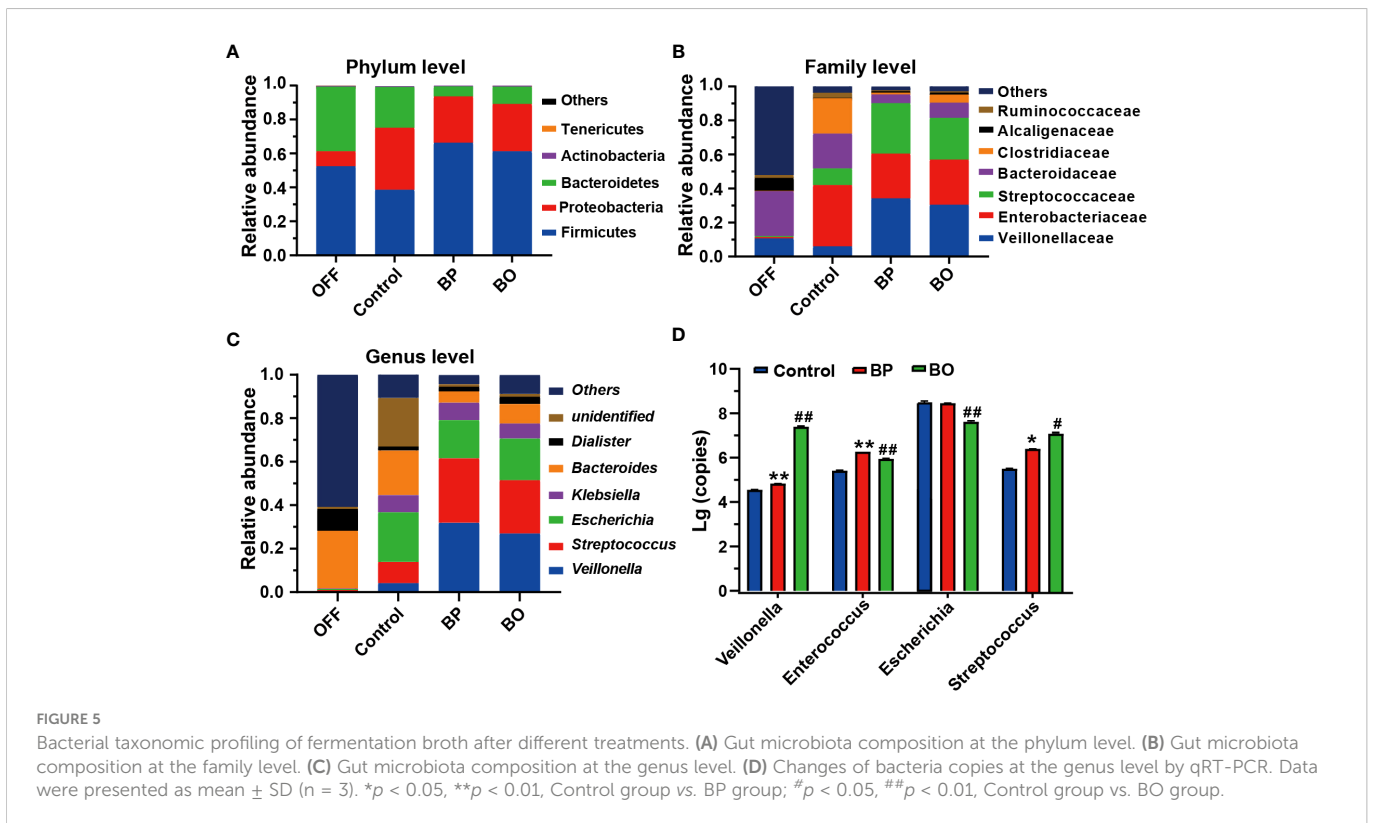 A
Phylum level
Relative abundance
1.0
0.8
0.6
0.4
0.2
0.0
OFF
Control
BP
BO
Others
Tenericutes
Actinobacteria
Bacteroidetes
Proteobacteria
Firmicutes
B
Family level
Relative abundance
1.0
0.8
0.6
0.4
0.2
0.0
OFF
Control
BP
BO
Others
Ruminococcaceae
Alcaligenaceae
Clostridiaceae
Bacteroidaceae
Streptococcaceae
Enterobacteriaceae
Veillonellaceae
C
Genus level
Relative abundance
1.0
0.8
0.6
0.4
0.2
0.0
OFF
Control
BP
BO
Others
unidentified
Dialister
Bacteroides
Klebsiella
Escherichia
Streptococcus
Veillonella
D
Lg (copies)
10
8
6
4
2
0
Control BP BO
** ## ** ## ## * #
Veillonella
Enterococcus
Escherichia
Streptococcus
FIGURE 5
Bacterial taxonomic profiling of fermentation broth after different treatments. (A) Gut microbiota composition at the phylum level. (B) Gut microbiota
composition at the family level. (C) Gut microbiota composition at the genus level. (D) Changes of bacteria copies at the genus level by qRT-PCR. Data
were presented as mean ± SD (n = 3). *p < 0.05, **p < 0.01, Control group vs. BP group; #p < 0.05, ##p < 0.01, Control group vs. BO group.